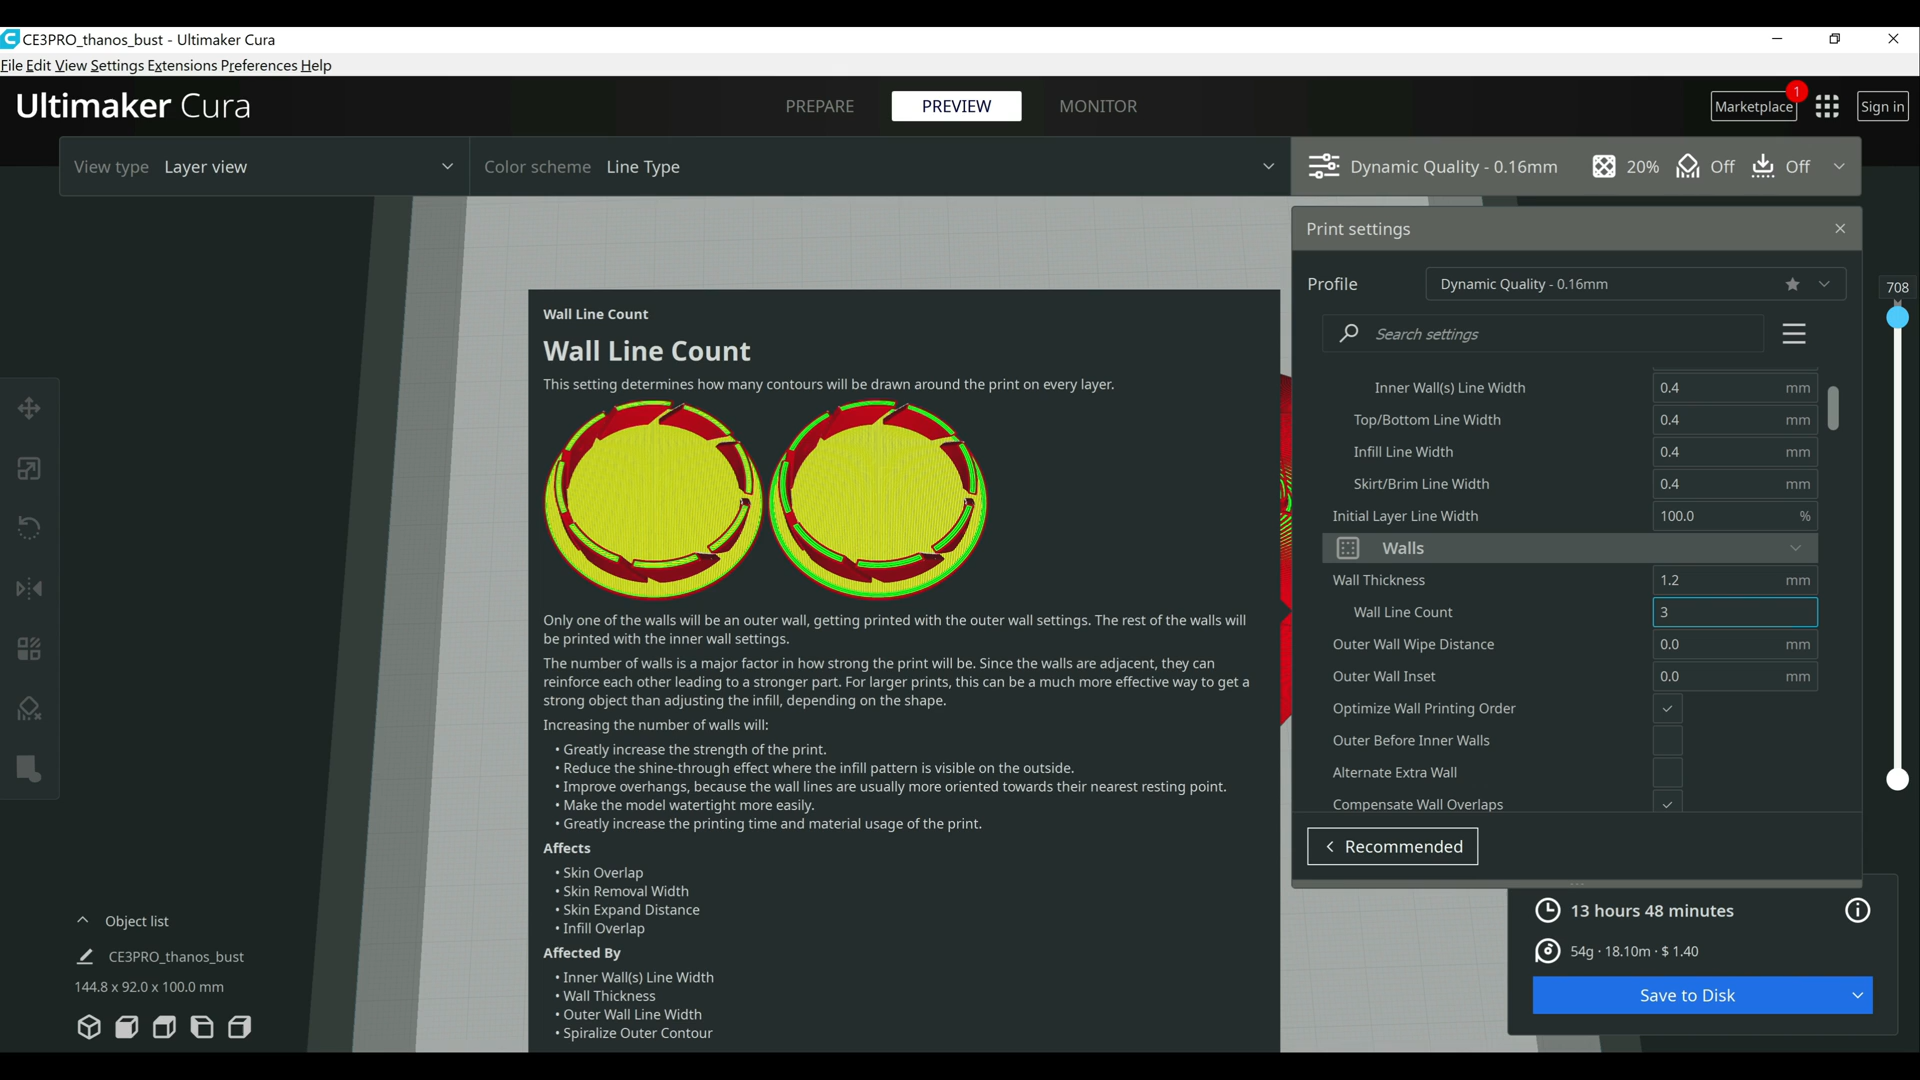 CE3PRO_thanos_bust - Ultimaker Cura
File Edit View Settings Extensions Preferences Help
Ultimaker Cura
PREPARE
PREVIEW
MONITOR
Marketplace
1
Sign in
View type Layer view
Color scheme Line Type
Dynamic Quality - 0.16mm
20%
Off
Off
Print settings
Profile
Dynamic Quality - 0.16mm
Search settings
Inner Wall(s) Line Width 0.4 mm
Top/Bottom Line Width 0.4 mm
Infill Line Width 0.4 mm
Skirt/Brim Line Width 0.4 mm
Initial Layer Line Width 100.0 %
Walls
Wall Thickness 1.2 mm
Wall Line Count 3
Outer Wall Wipe Distance 0.0 mm
Outer Wall Inset 0.0 mm
Optimize Wall Printing Order
Outer Before Inner Walls
Alternate Extra Wall
Compensate Wall Overlaps
Recommended
708
Wall Line Count
Wall Line Count
This setting determines how many contours will be drawn around the print on every layer.
Only one of the walls will be an outer wall, getting printed with the outer wall settings. The rest of the walls will
be printed with the inner wall settings.
The number of walls is a major factor in how strong the print will be. Since the walls are adjacent, they can
reinforce each other leading to a stronger part. For larger prints, this can be a much more effective way to get a
strong object than adjusting the infill, depending on the shape.
Increasing the number of walls will:
• Greatly increase the strength of the print.
• Reduce the shine-through effect where the infill pattern is visible on the outside.
• Improve overhangs, because the wall lines are usually more oriented towards their nearest resting point.
• Make the model watertight more easily.
• Greatly increase the printing time and material usage of the print.
Affects
• Skin Overlap
• Skin Removal Width
• Skin Expand Distance
• Infill Overlap
Affected By
• Inner Wall(s) Line Width
• Wall Thickness
• Outer Wall Line Width
• Spiralize Outer Contour
Object list
CE3PRO_thanos_bust
144.8 x 92.0 x 100.0 mm
13 hours 48 minutes
54g · 18.10m · $ 1.40
Save to Disk